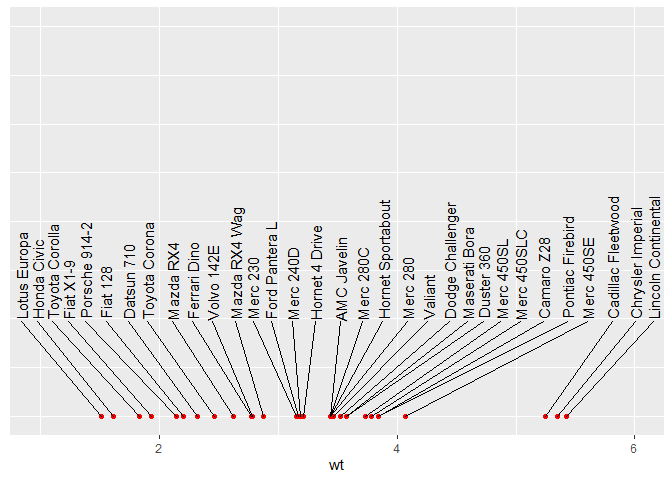 Lotus Europa
Honda Civic
Toyota Corolla
Fiat X1-9
Porsche 914-2
Fiat 128
Datsun 710
Toyota Corona
Mazda RX4
Ferrari Dino
Volvo 142E
Mazda RX4 Wag
Merc 230
Ford Pantera L
Merc 240D
Hornet 4 Drive
AMC Javelin
Merc 280C
Hornet Sportabout
Merc 280
Valiant
Dodge Challenger
Maserati Bora
Duster 360
Merc 450SL
Merc 450SLC
Camaro Z28
Pontiac Firebird
Merc 450SE
Cadillac Fleetwood
Chrysler Imperial
Lincoln Continental
2 4 6
wt